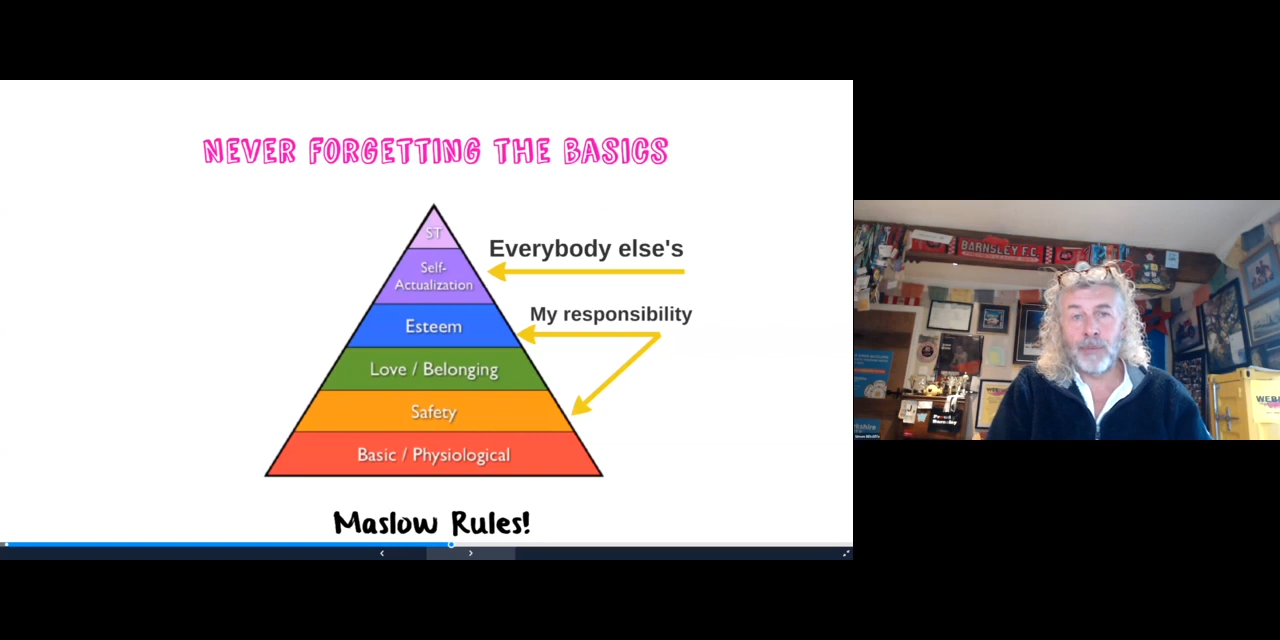 NEVER FORGETTING THE BASICS
ST
Everybody else's
Self-
Actualization
My responsibility
Esteem
Love / Belonging
Safety
Basic / Physiological
Maslow Rules!
BARNSLEY F.C.